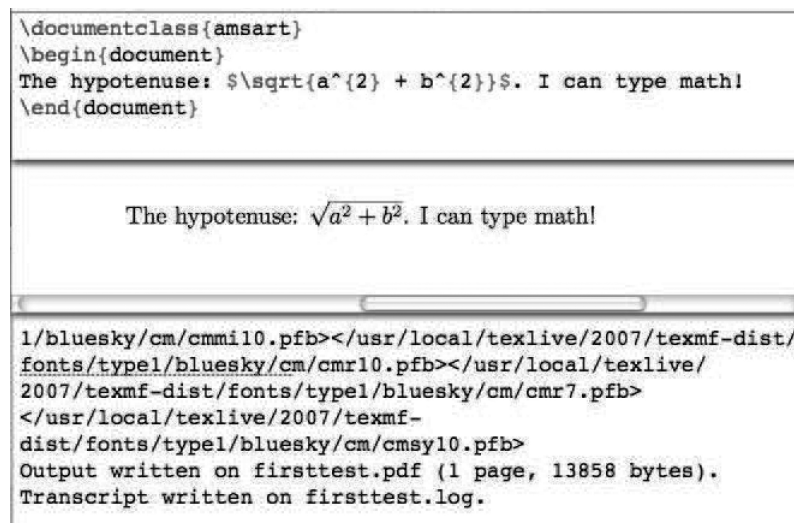 \documentclass{amsart}
\begin{document}
The hypotenuse: $\sqrt{a^{2} + b^{2}}$. I can type math!
\end{document}
The hypotenuse: √a² + b². I can type math!
1/bluesky/cm/cmmi10.pfb></usr/local/texlive/2007/texmf-dist/
fonts/type1/bluesky/cm/cmr10.pfb></usr/local/texlive/
2007/texmf-dist/fonts/type1/bluesky/cm/cmr7.pfb>
</usr/local/texlive/2007/texmf-
dist/fonts/type1/bluesky/cm/cmsy10.pfb>
Output written on firsttest.pdf (1 page, 13858 bytes).
Transcript written on firsttest.log.